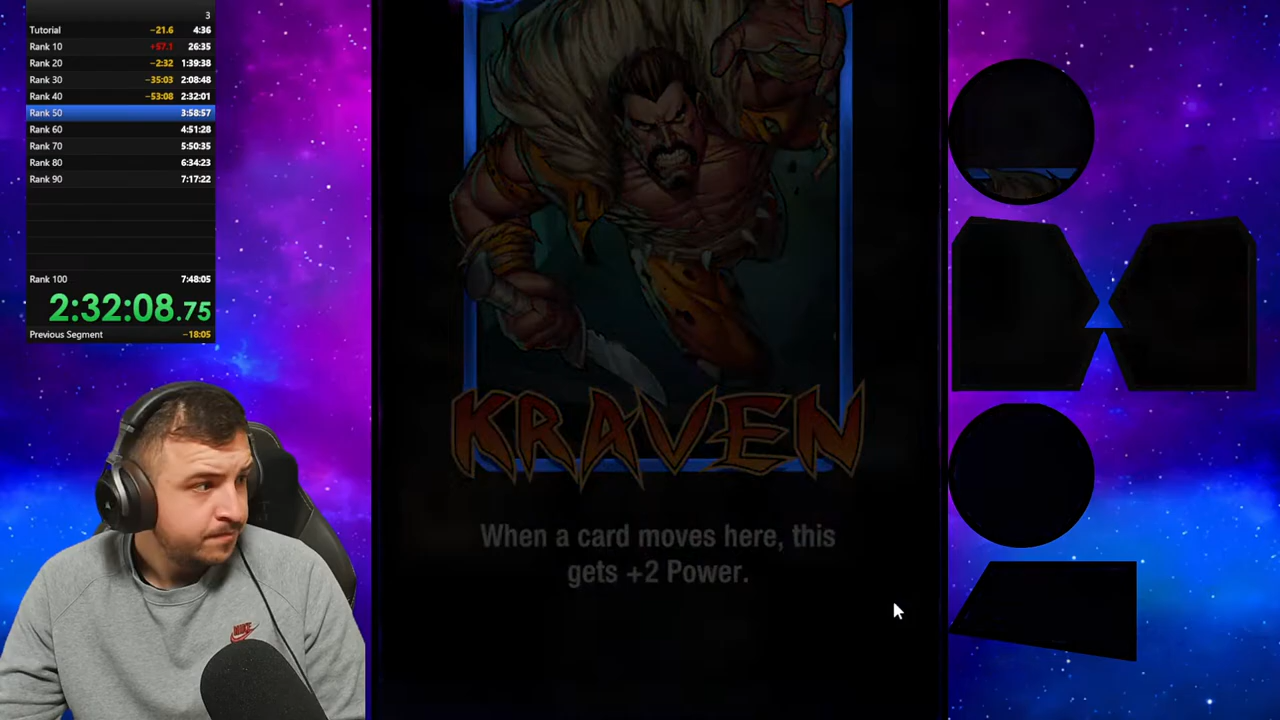 3
Tutorial −21.6 4:36
Rank 10 +57.1 26:35
Rank 20 −2:32 1:39:38
Rank 30 −35:03 2:08:48
Rank 40 −53:08 2:32:01
Rank 50 3:58:57
Rank 60 4:51:28
Rank 70 5:50:35
Rank 80 6:34:23
Rank 90 7:17:22
Rank 100 7:48:05
2:32:08.75
Previous Segment −18:05
KRAVEN
When a card moves here, this
gets +2 Power.